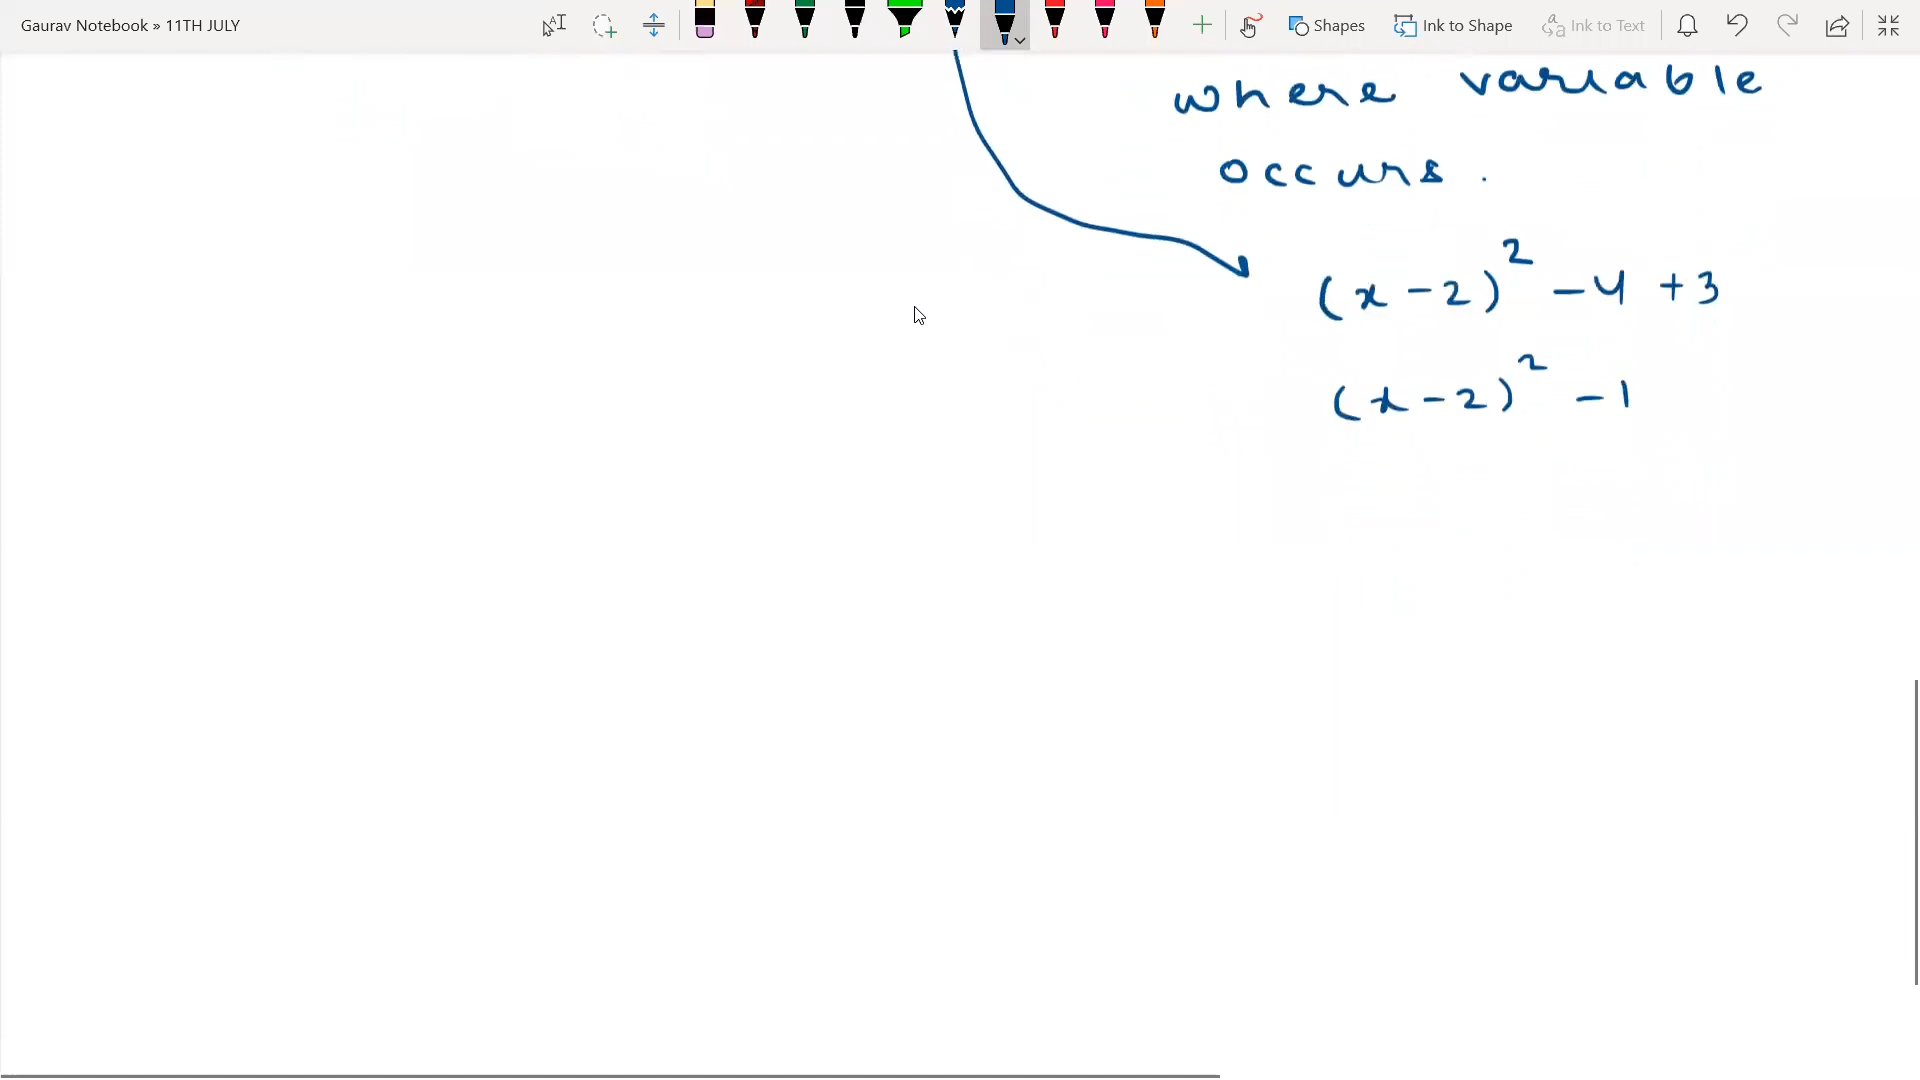 Gaurav Notebook » 11TH JULY
Shapes
Ink to Shape
Ink to Text
where variable
occurs.
(x-2)² -4 +3
(x-2)² -1